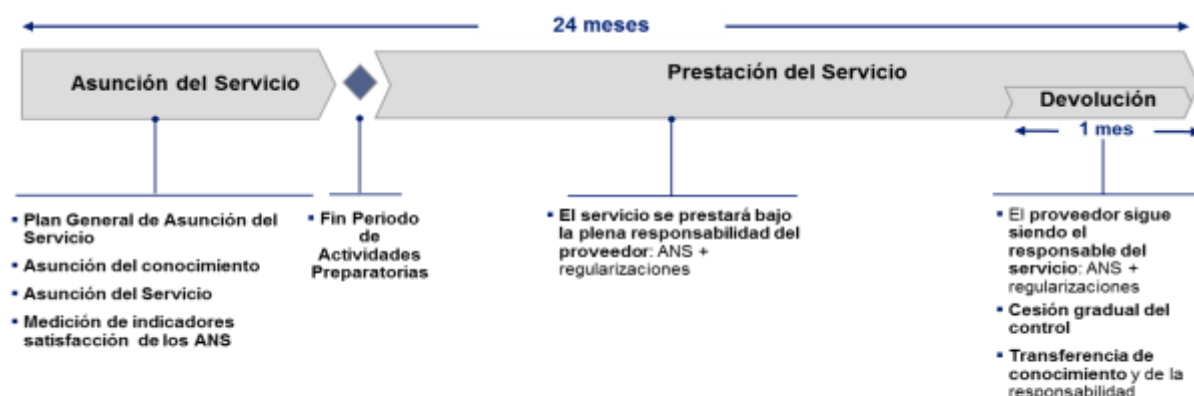 24 meses
Asunción del Servicio
Prestación del Servicio
Devolución
1 mes
▪ Plan General de Asunción del
Servicio
▪ Asunción del conocimiento
▪ Asunción del Servicio
▪ Medición de indicadores
satisfacción de los ANS
▪ Fin Periodo
de
Actividades
Preparatorias
▪ El servicio se prestará bajo
la plena responsabilidad del
proveedor: ANS +
regularizaciones
▪ El proveedor sigue
siendo el
responsable del
servicio: ANS +
regularizaciones
▪ Cesión gradual del
control
▪ Transferencia de
conocimiento y de la
responsabilidad